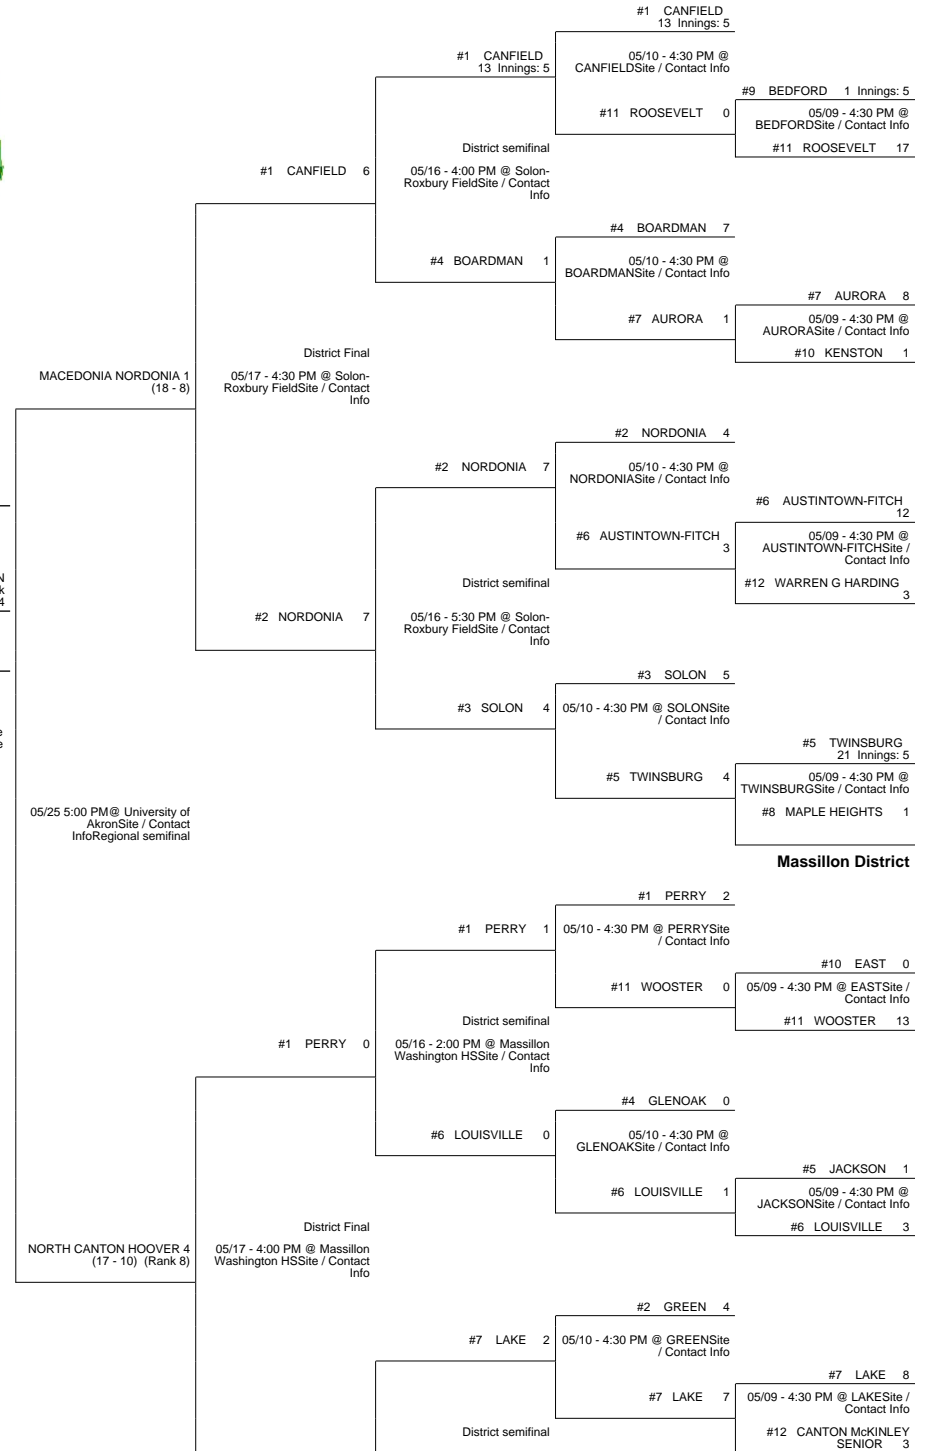 #1 CANFIELD
13 Innings: 5
05/10 - 4:30 PM @
CANFIELDSite / Contact Info
#1 CANFIELD
13 Innings: 5
#9 BEDFORD 1 Innings: 5
05/09 - 4:30 PM @
BEDFORDSite / Contact Info
#11 ROOSEVELT 0
#11 ROOSEVELT 17
District semifinal
05/16 - 4:00 PM @ Solon-
Roxbury FieldSite / Contact
Info
#1 CANFIELD 6
#4 BOARDMAN 7
05/10 - 4:30 PM @
BOARDMANSite / Contact Info
#4 BOARDMAN 1
#7 AURORA 8
05/09 - 4:30 PM @
AURORASite / Contact Info
#7 AURORA 1
#10 KENSTON 1
District Final
05/17 - 4:30 PM @ Solon-
Roxbury FieldSite / Contact
Info
MACEDONIA NORDONIA 1
(18 - 8)
#2 NORDONIA 4
05/10 - 4:30 PM @
NORDONIASite / Contact Info
#2 NORDONIA 7
#6 AUSTINTOWN-FITCH
12
05/09 - 4:30 PM @
AUSTINTOWN-FITCHSite /
Contact Info
#6 AUSTINTOWN-FITCH
3
#12 WARREN G HARDING
3
N
k
4
District semifinal
05/16 - 5:30 PM @ Solon-
Roxbury FieldSite / Contact
Info
#2 NORDONIA 7
#3 SOLON 5
05/10 - 4:30 PM @ SOLONSite
/ Contact Info
#3 SOLON 4
#5 TWINSBURG
21 Innings: 5
05/09 - 4:30 PM @
TWINSBURGSite / Contact Info
#5 TWINSBURG 4
#8 MAPLE HEIGHTS 1
e
e
05/25 5:00 PM@ University of
AkronSite / Contact
InfoRegional semifinal
Massillon District
#1 PERRY 2
05/10 - 4:30 PM @ PERRYSite
/ Contact Info
#1 PERRY 1
#10 EAST 0
05/09 - 4:30 PM @ EASTSite /
Contact Info
#11 WOOSTER 0
#11 WOOSTER 13
District semifinal
05/16 - 2:00 PM @ Massillon
Washington HSSite / Contact
Info
#1 PERRY 0
#4 GLENOAK 0
05/10 - 4:30 PM @
GLENOAKSite / Contact Info
#6 LOUISVILLE 0
#5 JACKSON 1
05/09 - 4:30 PM @
JACKSONSite / Contact Info
#6 LOUISVILLE 1
#6 LOUISVILLE 3
District Final
05/17 - 4:00 PM @ Massillon
Washington HSSite / Contact
Info
NORTH CANTON HOOVER 4
(17 - 10) (Rank 8)
#2 GREEN 4
05/10 - 4:30 PM @ GREENSite
/ Contact Info
#7 LAKE 2
#7 LAKE 8
05/09 - 4:30 PM @ LAKESite /
Contact Info
#7 LAKE 7
#12 CANTON McKINLEY
SENIOR 3
District semifinal